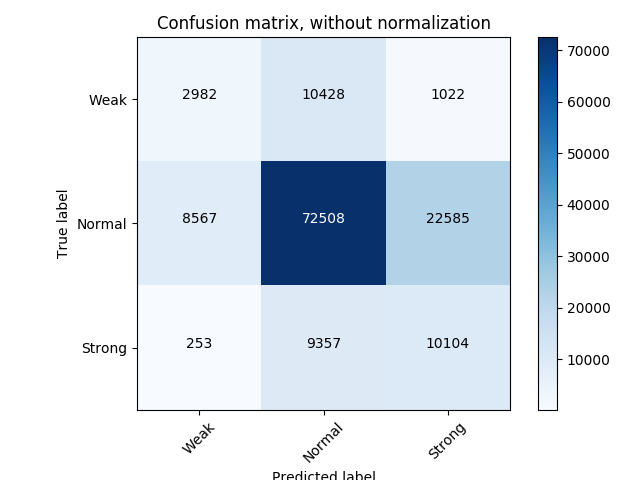 Confusion matrix, without normalization
Weak 2982 10428 1022
Normal 8567 72508 22585
Strong 253 9357 10104
True label
Weak Normal Strong
Predicted label
70000
60000
50000
40000
30000
20000
10000